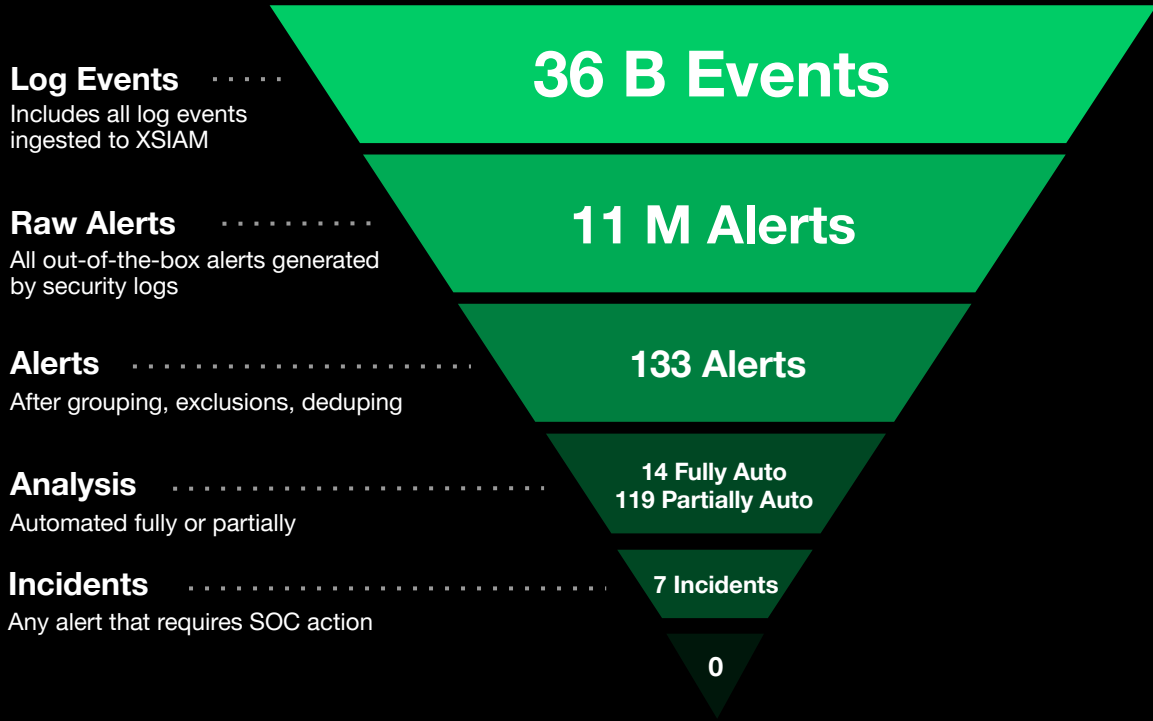 Log Events
Includes all log events
ingested to XSIAM
36 B Events
Raw Alerts
All out-of-the-box alerts generated
by security logs
11 M Alerts
Alerts
After grouping, exclusions, deduping
133 Alerts
Analysis
Automated fully or partially
14 Fully Auto
119 Partially Auto
Incidents
Any alert that requires SOC action
7 Incidents
0